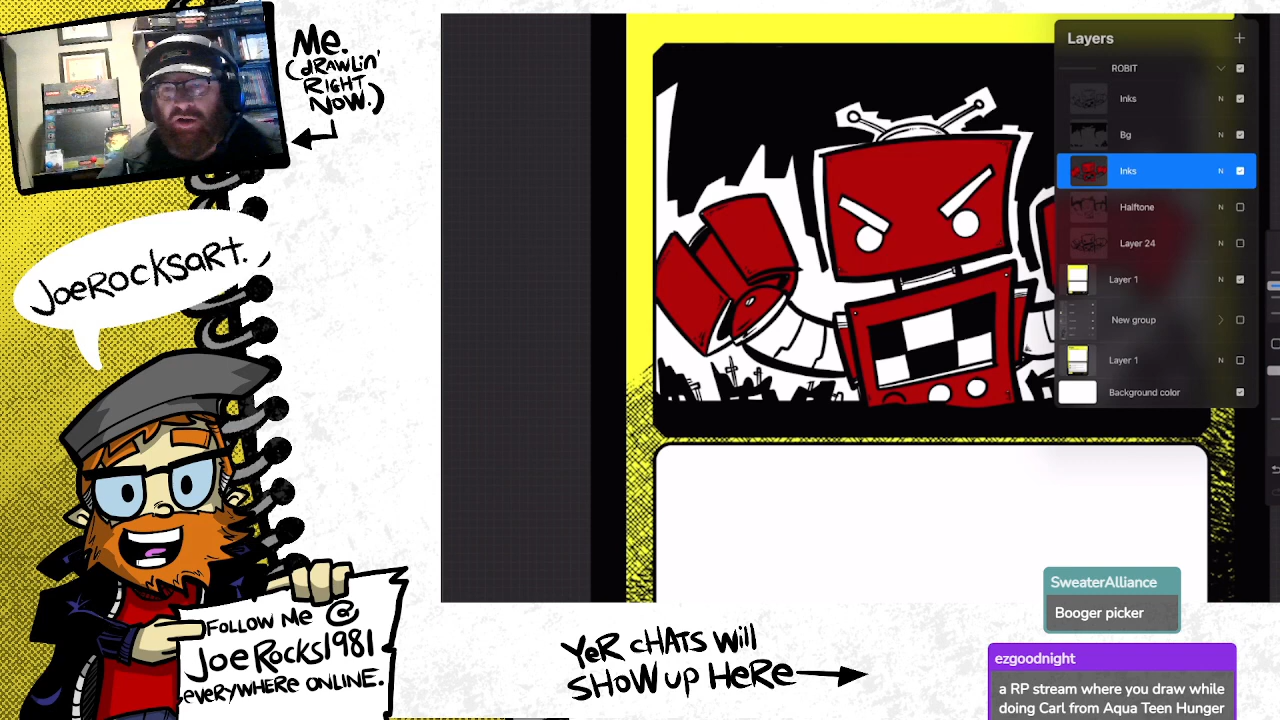 Me.
(dRAWLin'
RiGHT
NOW.)
JoeRocksaRt.
FoLLOW Me @
JoeRocks1981
eveRYWHeRe ONLiNE.
Layers
ROBIT
Inks N
Bg N
Inks N
Halftone N
Layer 24 N
Layer 1 N
New group
Layer 1 N
Background color
YeR cHATs Will
SHOW up HeRe
SweaterAlliance
Booger picker
ezgoodnight
a RP stream where you draw while
doing Carl from Aqua Teen Hunger